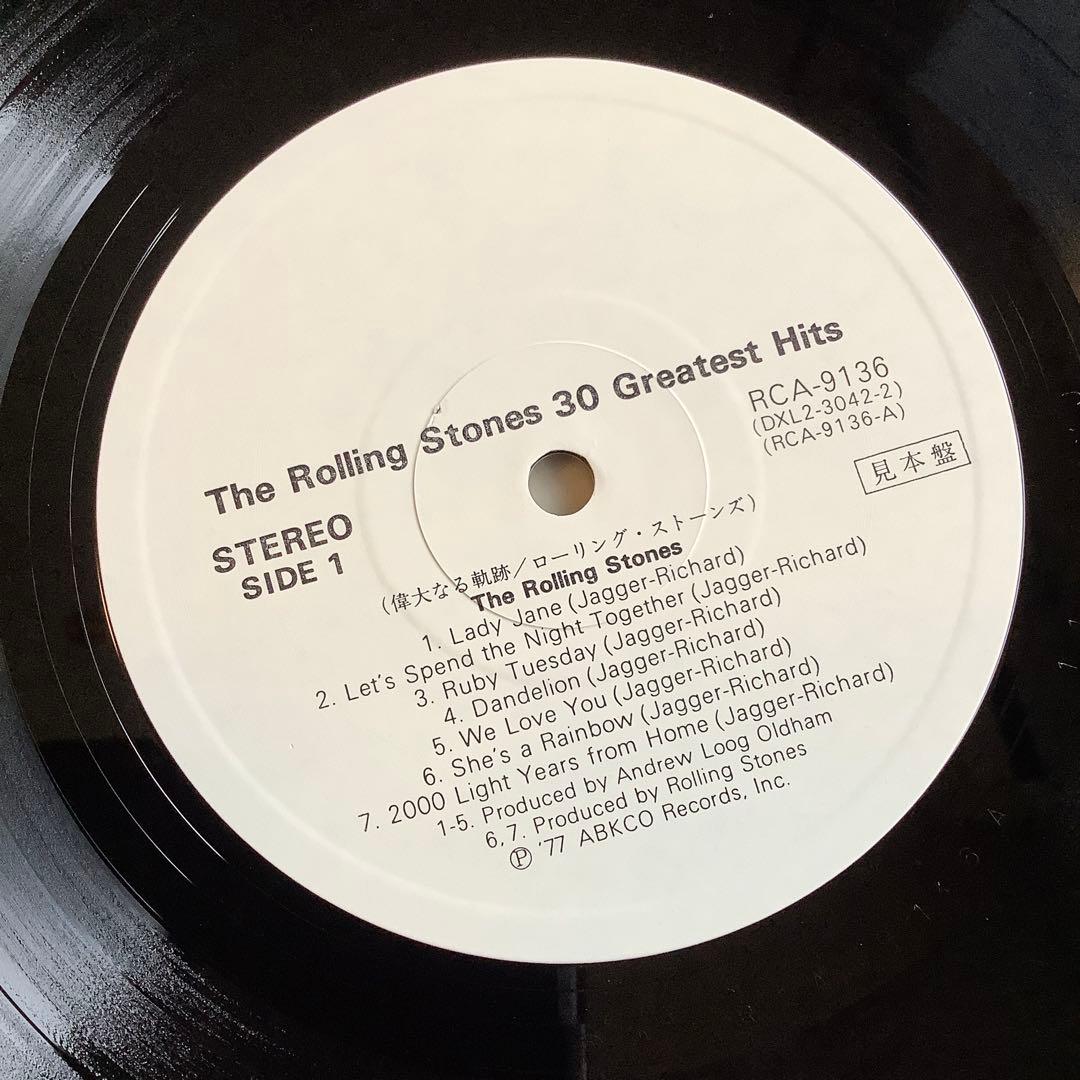 The Rolling Stones 30 Greatest Hits
STEREO
SIDE 1
RCA-9136
(DXL2-3042-2)
(RCA-9136-A)
見本盤
(偉大なる軌跡/ローリング・ストーンズ)
The Rolling Stones
1. Lady Jane (Jagger-Richard)
2. Let's Spend the Night Together (Jagger-Richard)
3. Ruby Tuesday (Jagger-Richard)
4. Dandelion (Jagger-Richard)
5. We Love You (Jagger-Richard)
6. She's a Rainbow (Jagger-Richard)
7. 2000 Light Years from Home (Jagger-Richard)
1-5. Produced by Andrew Loog Oldham
6,7. Produced by Rolling Stones
Ⓟ '77 ABKCO Records, Inc.